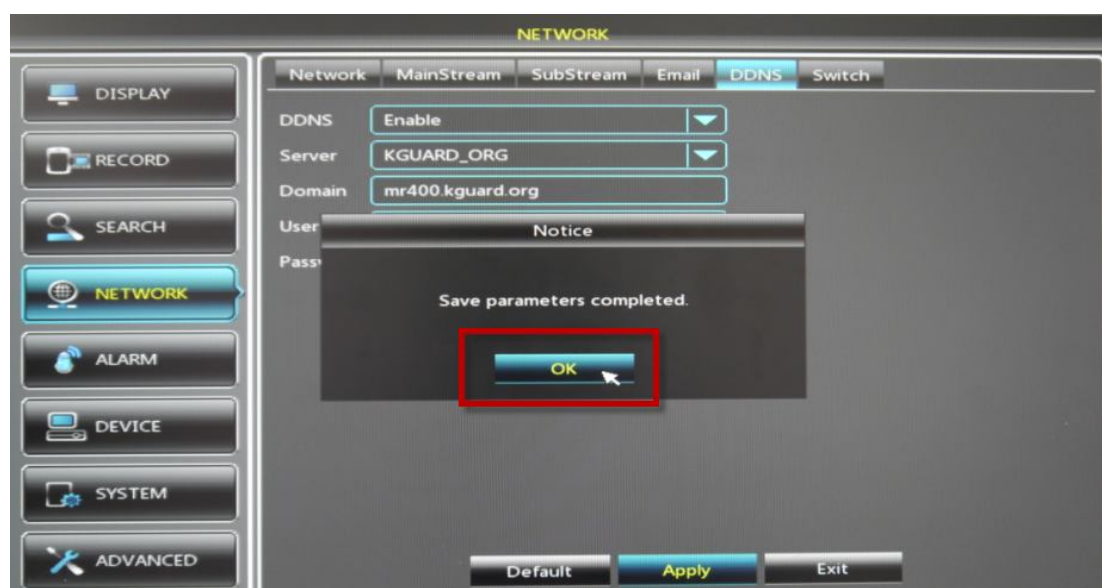 NETWORK
Network MainStream SubStream Email DDNS Switch
DISPLAY
RECORD
SEARCH
NETWORK
ALARM
DEVICE
SYSTEM
ADVANCED
DDNS Enable
Server KGUARD_ORG
Domain mr400.kguard.org
User
Notice
Save parameters completed.
OK
Default Apply Exit